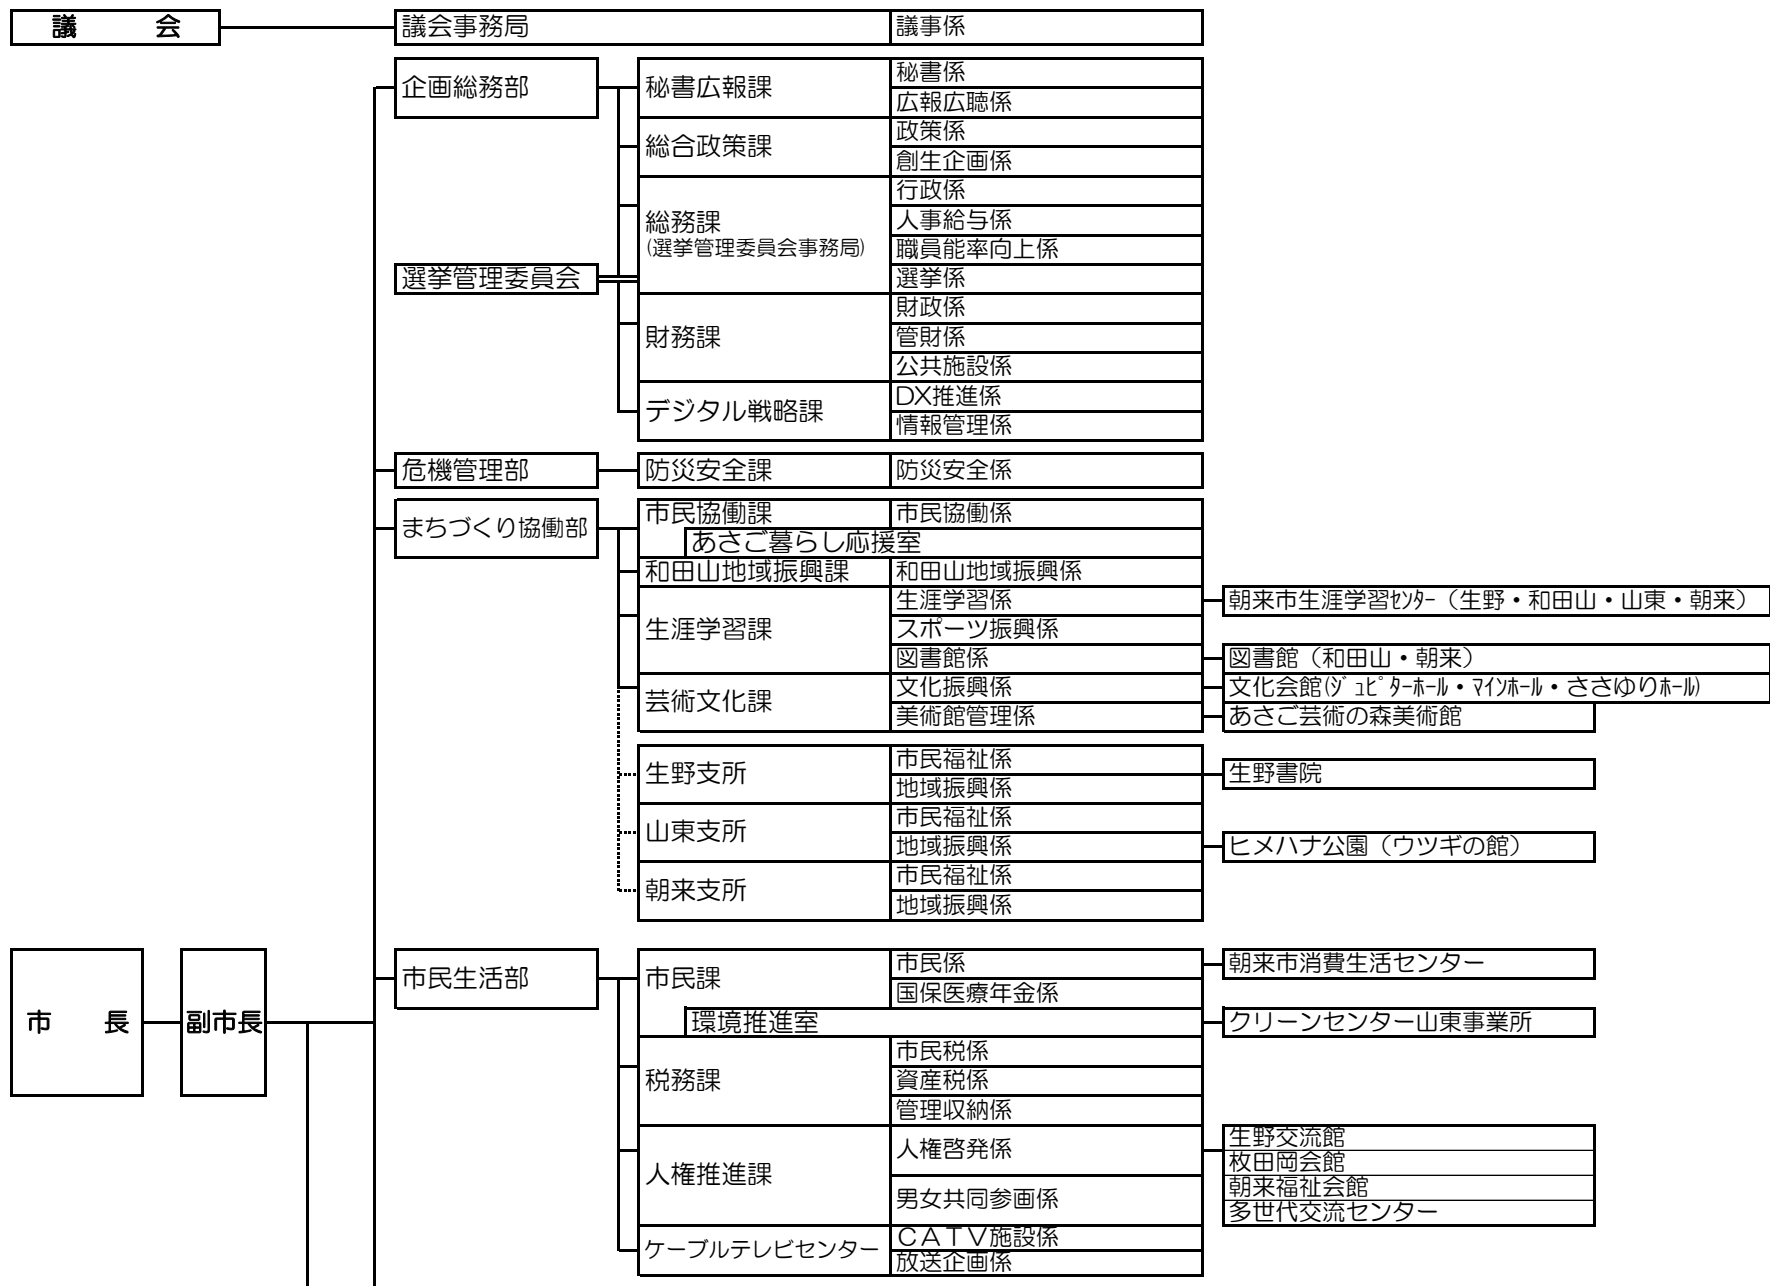 議　会　議会事務局　議事係
企画総務部　秘書広報課　秘書係
広報広聴係
総合政策課　政策係
創生企画係
総務課　行政係
(選挙管理委員会事務局)　人事給与係
職員能率向上係
選挙管理委員会　選挙係
財務課　財政係
管財係
公共施設係
デジタル戦略課　DX推進係
情報管理係
危機管理部　防災安全課　防災安全係
まちづくり協働部　市民協働課　市民協働係
あさご暮らし応援室
和田山地域振興課　和田山地域振興係
生涯学習課　生涯学習係　朝来市生涯学習ｾﾝﾀｰ（生野・和田山・山東・朝来）
スポーツ振興係
図書館係　図書館（和田山・朝来）
芸術文化課　文化振興係　文化会館(ｼﾞｭﾋﾟﾀｰﾎｰﾙ・ﾏｲﾝﾎｰﾙ・ささゆりﾎｰﾙ)
美術館管理係　あさご芸術の森美術館
生野支所　市民福祉係　生野書院
地域振興係
山東支所　市民福祉係
地域振興係　ヒメハナ公園（ウツギの館）
朝来支所　市民福祉係
地域振興係
市　長　副市長　市民生活部　市民課　市民係　朝来市消費生活センター
国保医療年金係
環境推進室　クリーンセンター山東事業所
税務課　市民税係
資産税係
管理収納係
人権推進課　人権啓発係　生野交流館
枚田岡会館
男女共同参画係　朝来福祉会館
多世代交流センター
ケーブルテレビセンター　ＣＡＴＶ施設係
放送企画係